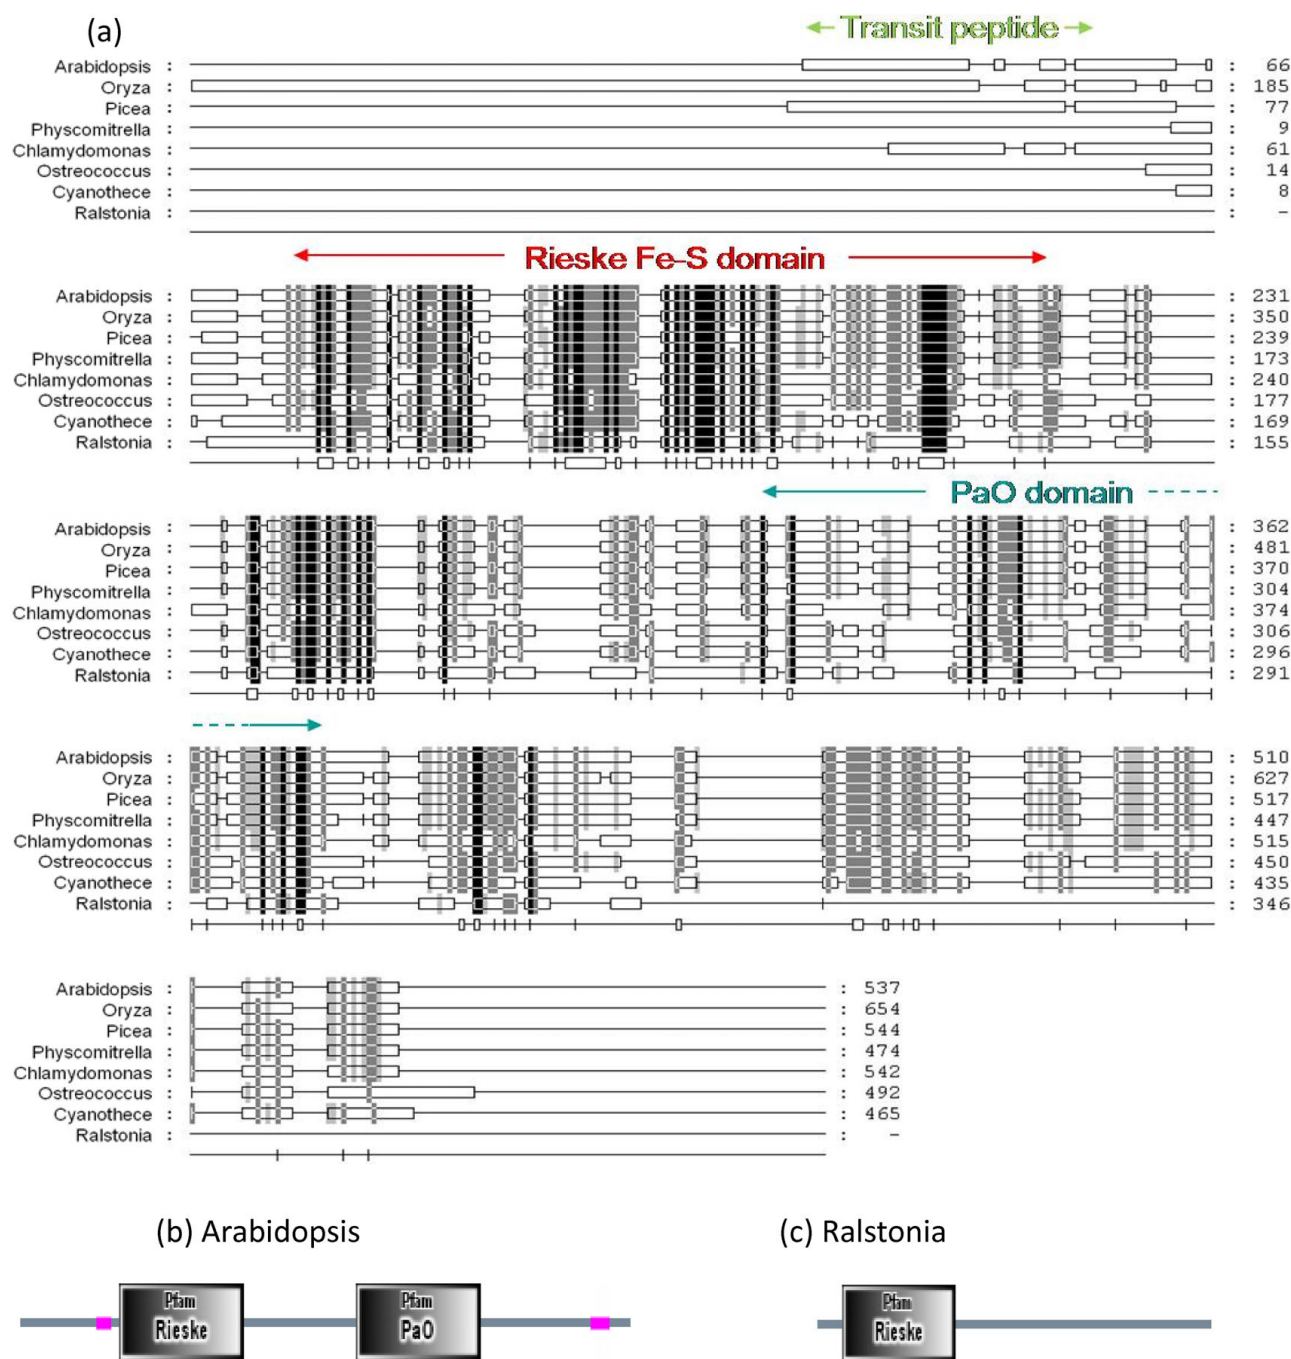 (a)
Transit peptide
Arabidopsis : : 66
Oryza : : 185
Picea : : 77
Physcomitrella : : 9
Chlamydomonas : : 61
Ostreococcus : : 14
Cyanothece : : 8
Ralstonia : : -
Rieske Fe-S domain
Arabidopsis : : 231
Oryza : : 350
Picea : : 239
Physcomitrella : : 173
Chlamydomonas : : 240
Ostreococcus : : 177
Cyanothece : : 169
Ralstonia : : 155
PaO domain
Arabidopsis : : 362
Oryza : : 481
Picea : : 370
Physcomitrella : : 304
Chlamydomonas : : 374
Ostreococcus : : 306
Cyanothece : : 296
Ralstonia : : 291
Arabidopsis : : 510
Oryza : : 627
Picea : : 517
Physcomitrella : : 447
Chlamydomonas : : 515
Ostreococcus : : 450
Cyanothece : : 435
Ralstonia : : 346
Arabidopsis : : 537
Oryza : : 654
Picea : : 544
Physcomitrella : : 474
Chlamydomonas : : 542
Ostreococcus : : 492
Cyanothece : : 465
Ralstonia : : -
(b) Arabidopsis
(c) Ralstonia
Pfam
Rieske
Pfam
PaO
Pfam
Rieske